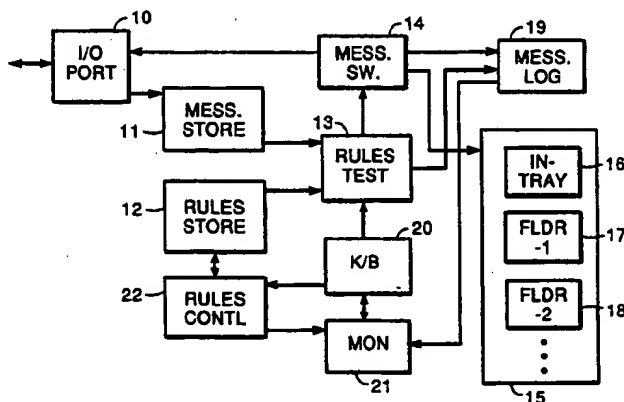 10
I/O
PORT
14
MESS.
SW.
19
MESS.
LOG
11
MESS.
STORE
13
RULES
TEST
12
RULES
STORE
20
K/B
22
RULES
CONTL
MON
21
IN-
TRAY
16
FLDR
-1
17
FLDR
-2
18
15